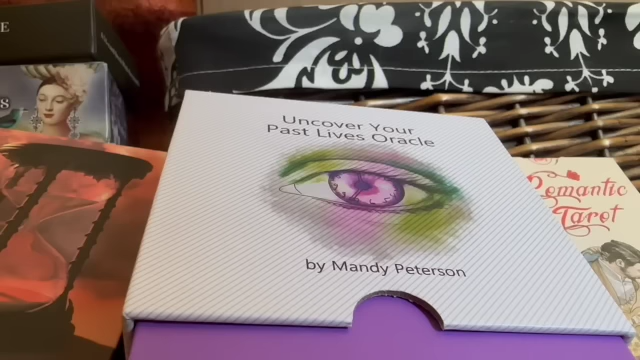 Uncover Your
Past Lives Oracle
by Mandy Peterson
Romantic
Tarot